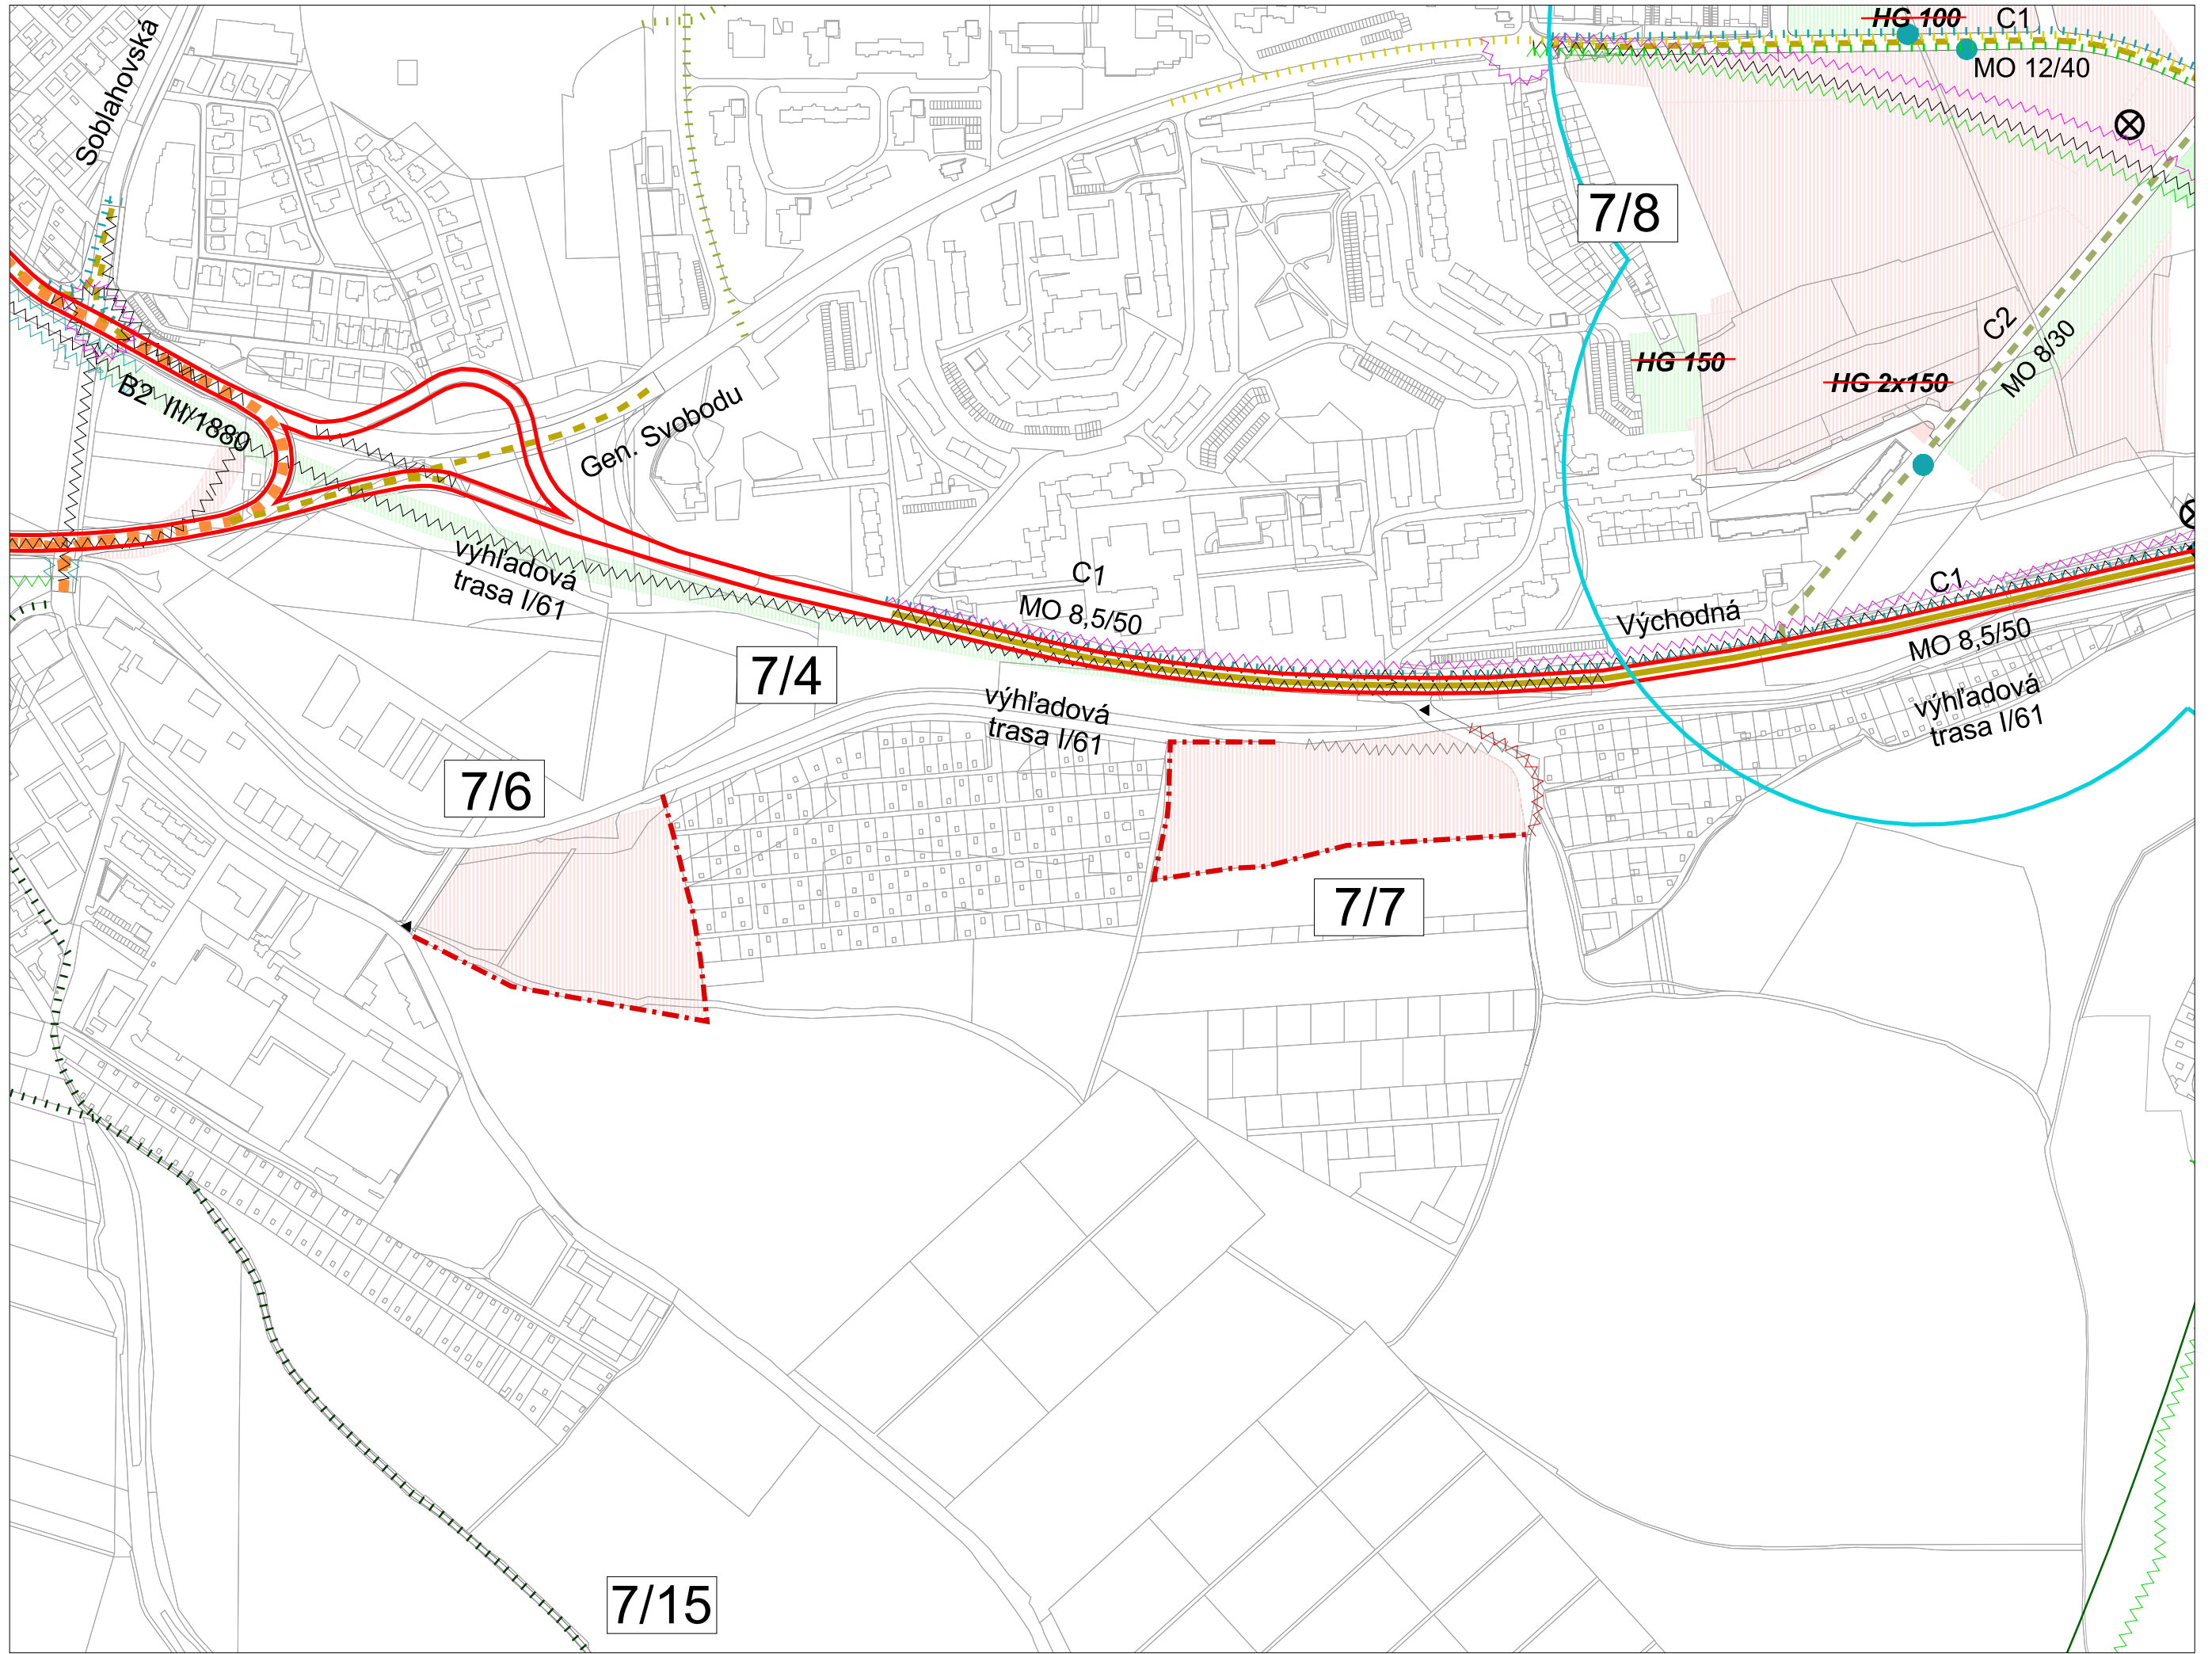 Soblahovská
HG 100
C1
MO 12/40
7/8
C2
MO 8/30
HG 150
HG 2x150
B2 III/1880
Gen. Svobodu
výhľadová
trasa I/61
C1
MO 8,5/50
C1
Východná
MO 8,5/50
7/4
výhľadová
trasa I/61
výhľadová
trasa I/61
7/6
7/7
7/15